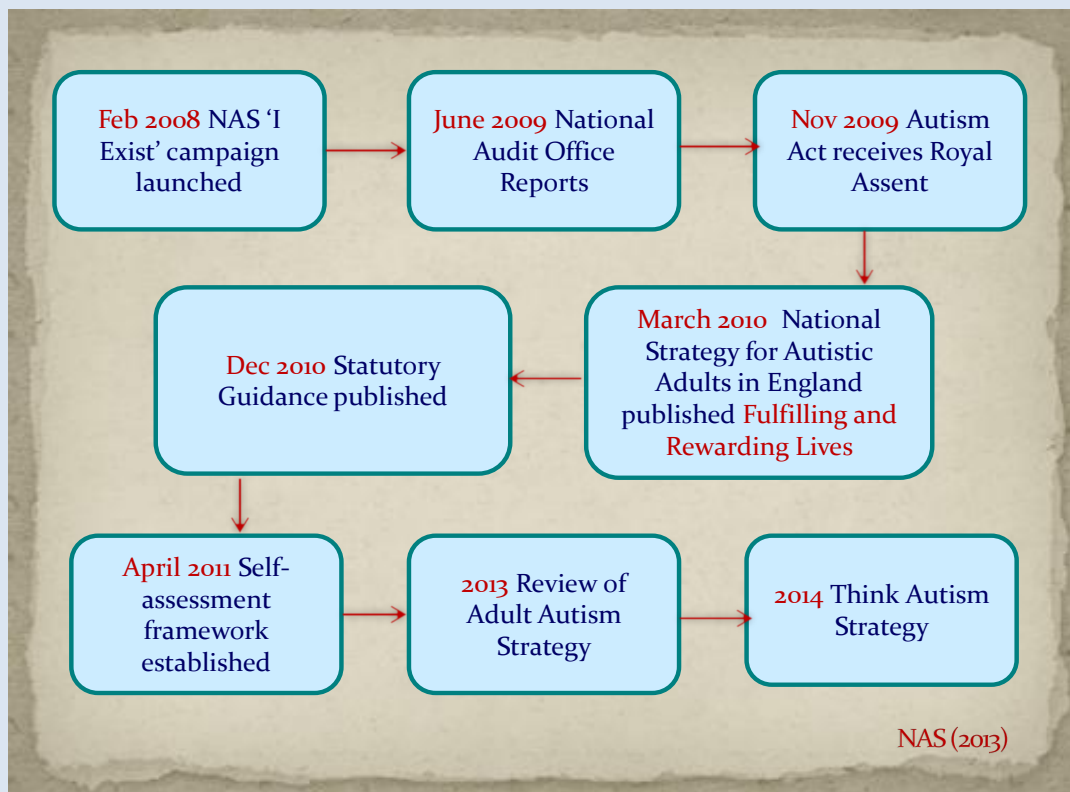 Feb 2008 NAS ‘I
Exist’ campaign
launched
June 2009 National
Audit Office
Reports
Nov 2009 Autism
Act receives Royal
Assent
March 2010 National
Strategy for Autistic
Adults in England
published Fulfilling and
Rewarding Lives
Dec 2010 Statutory
Guidance published
April 2011 Self-
assessment
framework
established
2013 Review of
Adult Autism
Strategy
2014 Think Autism
Strategy
NAS (2013)